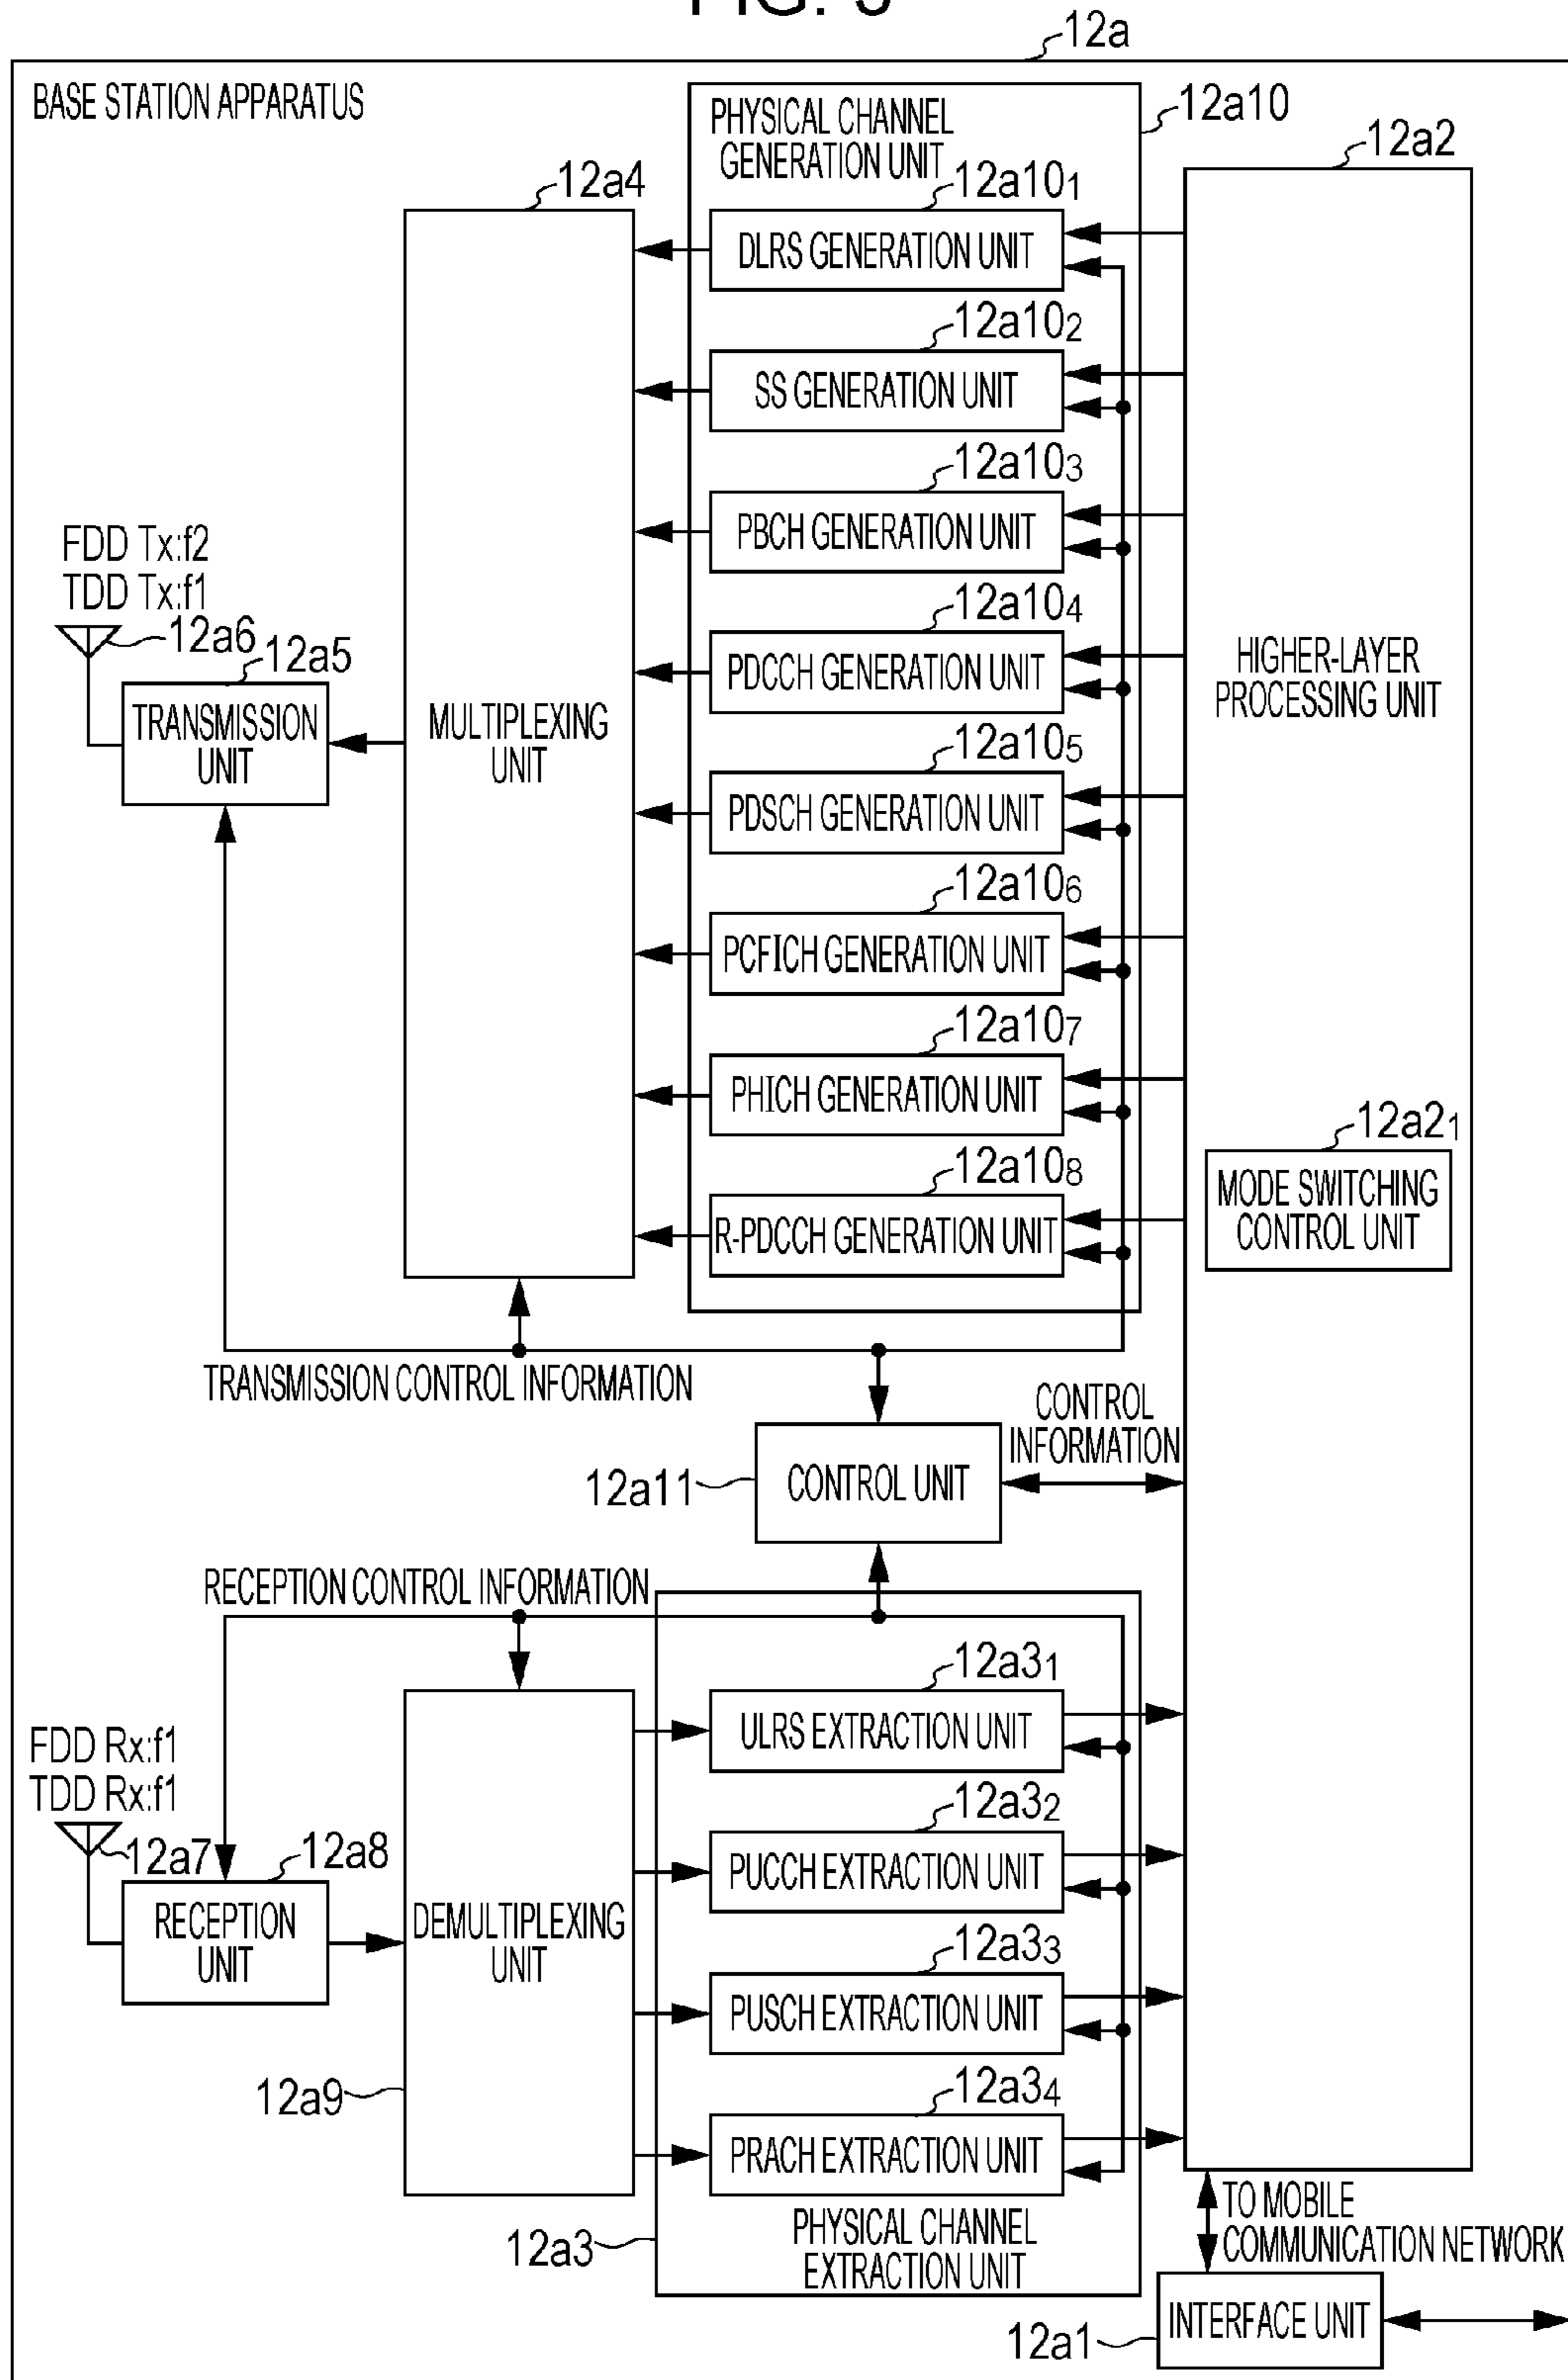 12a
BASE STATION APPARATUS
PHYSICAL CHANNEL
GENERATION UNIT
12a10
12a2
12a4
12a10₁
DLRS GENERATION UNIT
12a10₂
SS GENERATION UNIT
12a10₃
PBCH GENERATION UNIT
FDD Tx:f2
TDD Tx:f1
12a6
12a5
TRANSMISSION
UNIT
MULTIPLEXING
UNIT
12a10₄
PDCCH GENERATION UNIT
HIGHER-LAYER
PROCESSING UNIT
12a10₅
PDSCH GENERATION UNIT
12a10₆
PCFICH GENERATION UNIT
12a10₇
PHICH GENERATION UNIT
12a2₁
MODE SWITCHING
CONTROL UNIT
12a10₈
R-PDCCH GENERATION UNIT
TRANSMISSION CONTROL INFORMATION
CONTROL
INFORMATION
12a11
CONTROL UNIT
RECEPTION CONTROL INFORMATION
12a3₁
ULRS EXTRACTION UNIT
FDD Rx:f1
TDD Rx:f1
12a7
12a8
RECEPTION
UNIT
DEMULTIPLEXING
UNIT
12a9
12a3₂
PUCCH EXTRACTION UNIT
12a3₃
PUSCH EXTRACTION UNIT
12a3₄
PRACH EXTRACTION UNIT
12a3
PHYSICAL CHANNEL
EXTRACTION UNIT
TO MOBILE
COMMUNICATION NETWORK
12a1
INTERFACE UNIT